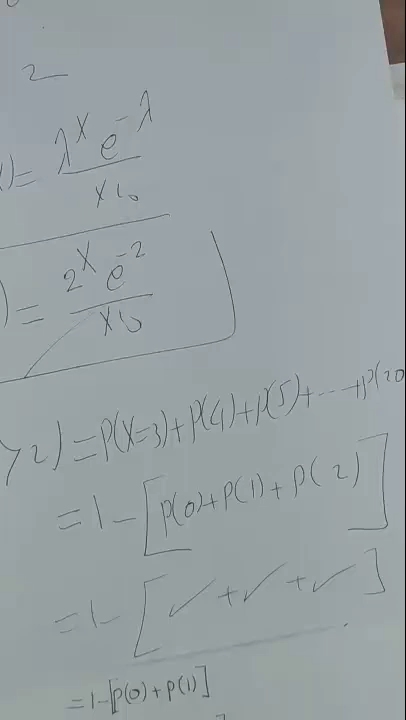 2
)= λ^x e^-λ / x!
) = 2^x e^-2 / x!
>2) = P(X=3)+P(4)+P(5)+---+P(20
= 1 - [P(0)+P(1)+P(2)]
= 1 - [✓ + ✓ + ✓]
= 1 - [P(0) + P(1)]